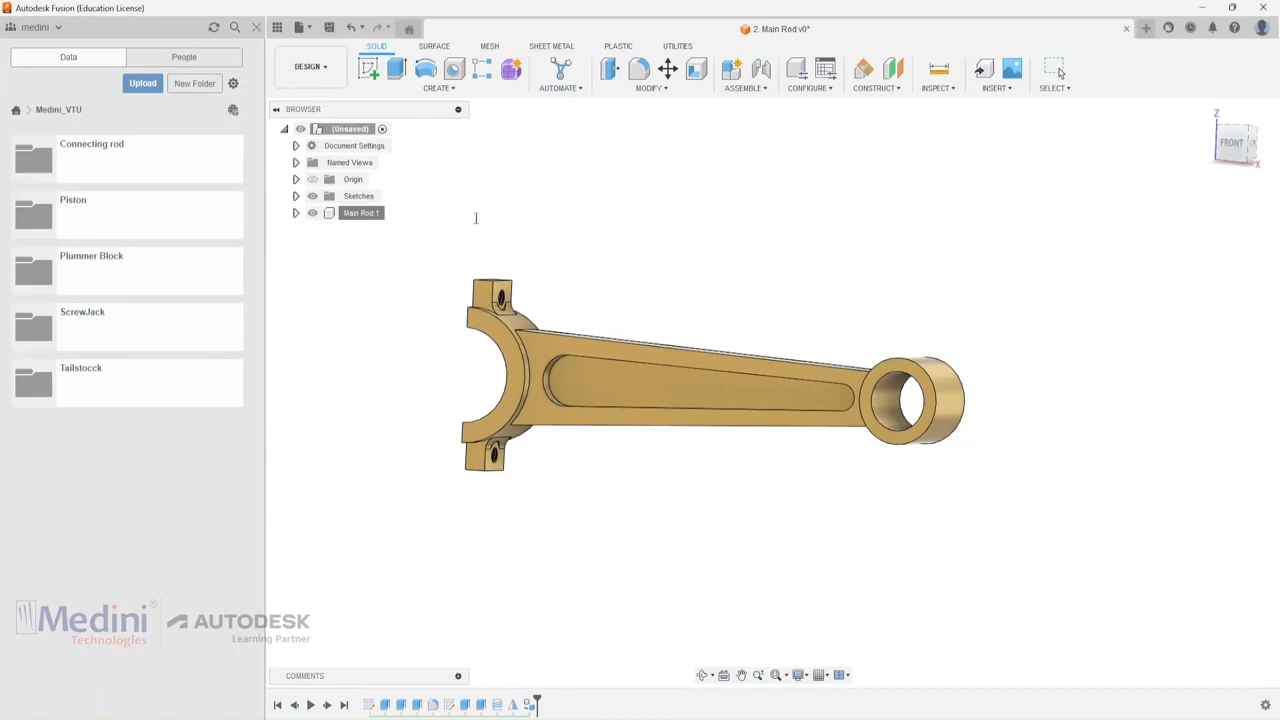 Autodesk Fusion (Education License)
medini
2. Main Rod v0*
Data
People
Upload
New Folder
Medini_VTU
Connecting rod
Piston
Plummer Block
ScrewJack
Tailstocck
DESIGN
SOLID
SURFACE
MESH
SHEET METAL
PLASTIC
UTILITIES
CREATE
AUTOMATE
MODIFY
ASSEMBLE
CONFIGURE
CONSTRUCT
INSPECT
INSERT
SELECT
BROWSER
(Unsaved)
Document Settings
Named Views
Origin
Sketches
Main Rod:1
Z
FRONT
X
Medini®
Technologies
AUTODESK
Learning Partner
COMMENTS